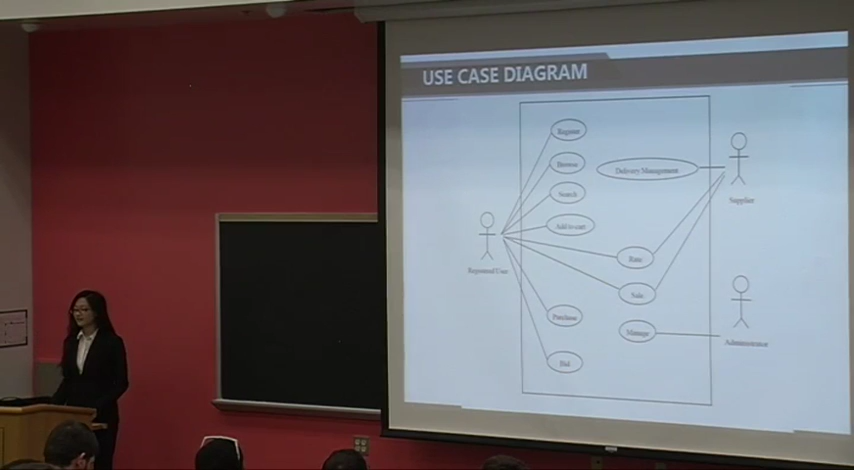 USE CASE DIAGRAM
Register
Browse
Delivery Management
Search
Supplier
Add to cart
Rate
Registered User
Sale
Purchase
Manage
Administrator
Bid